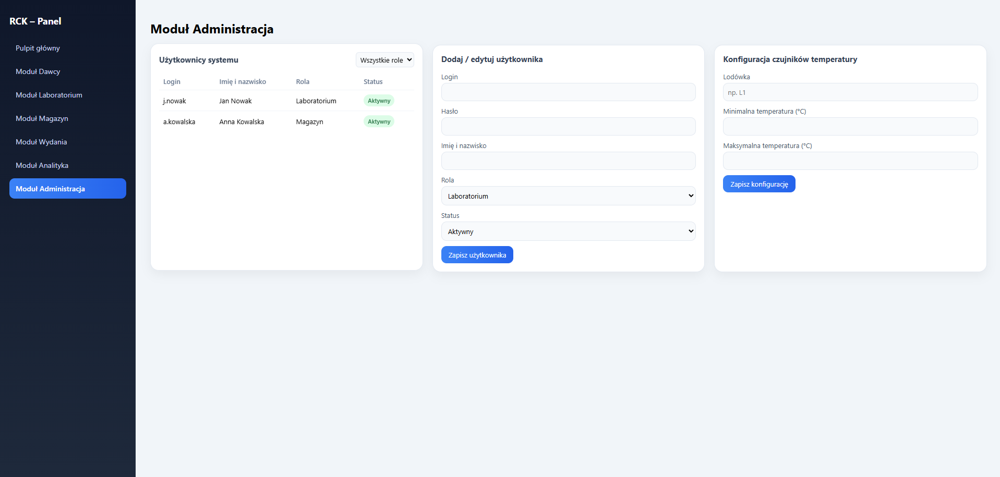 RCK – Panel
Pulpit główny
Moduł Dawcy
Moduł Laboratorium
Moduł Magazyn
Moduł Wydania
Moduł Analityka
Moduł Administracja
Moduł Administracja
Użytkownicy systemu
Wszystkie role
Login Imię i nazwisko Rola Status
j.nowak Jan Nowak Laboratorium Aktywny
a.kowalska Anna Kowalska Magazyn Aktywny
Dodaj / edytuj użytkownika
Login
Hasło
Imię i nazwisko
Rola
Laboratorium
Status
Aktywny
Zapisz użytkownika
Konfiguracja czujników temperatury
Lodówka
np. L1
Minimalna temperatura (°C)
Maksymalna temperatura (°C)
Zapisz konfigurację